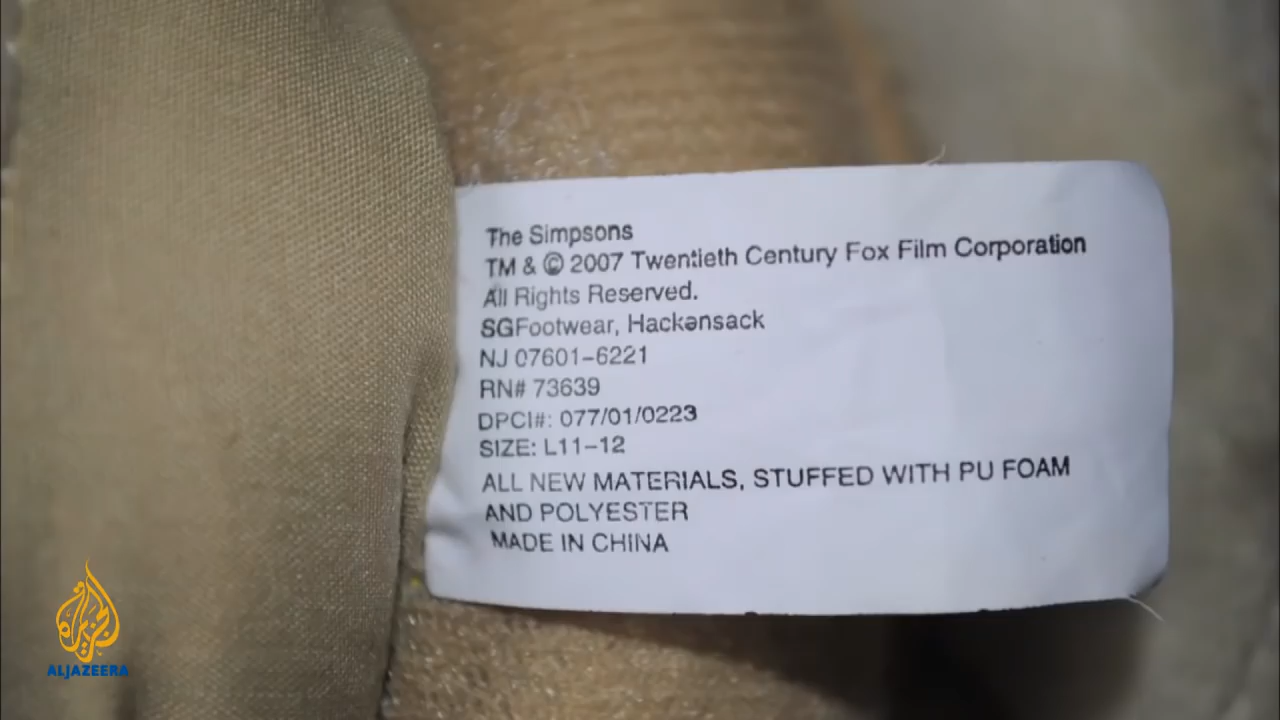 The Simpsons
TM & © 2007 Twentieth Century Fox Film Corporation
All Rights Reserved.
SGFootwear, Hackensack
NJ 07601-6221
RN# 73639
DPCI#: 077/01/0223
SIZE: L11-12
ALL NEW MATERIALS, STUFFED WITH PU FOAM
AND POLYESTER
MADE IN CHINA
الجزيرة
ALJAZEERA